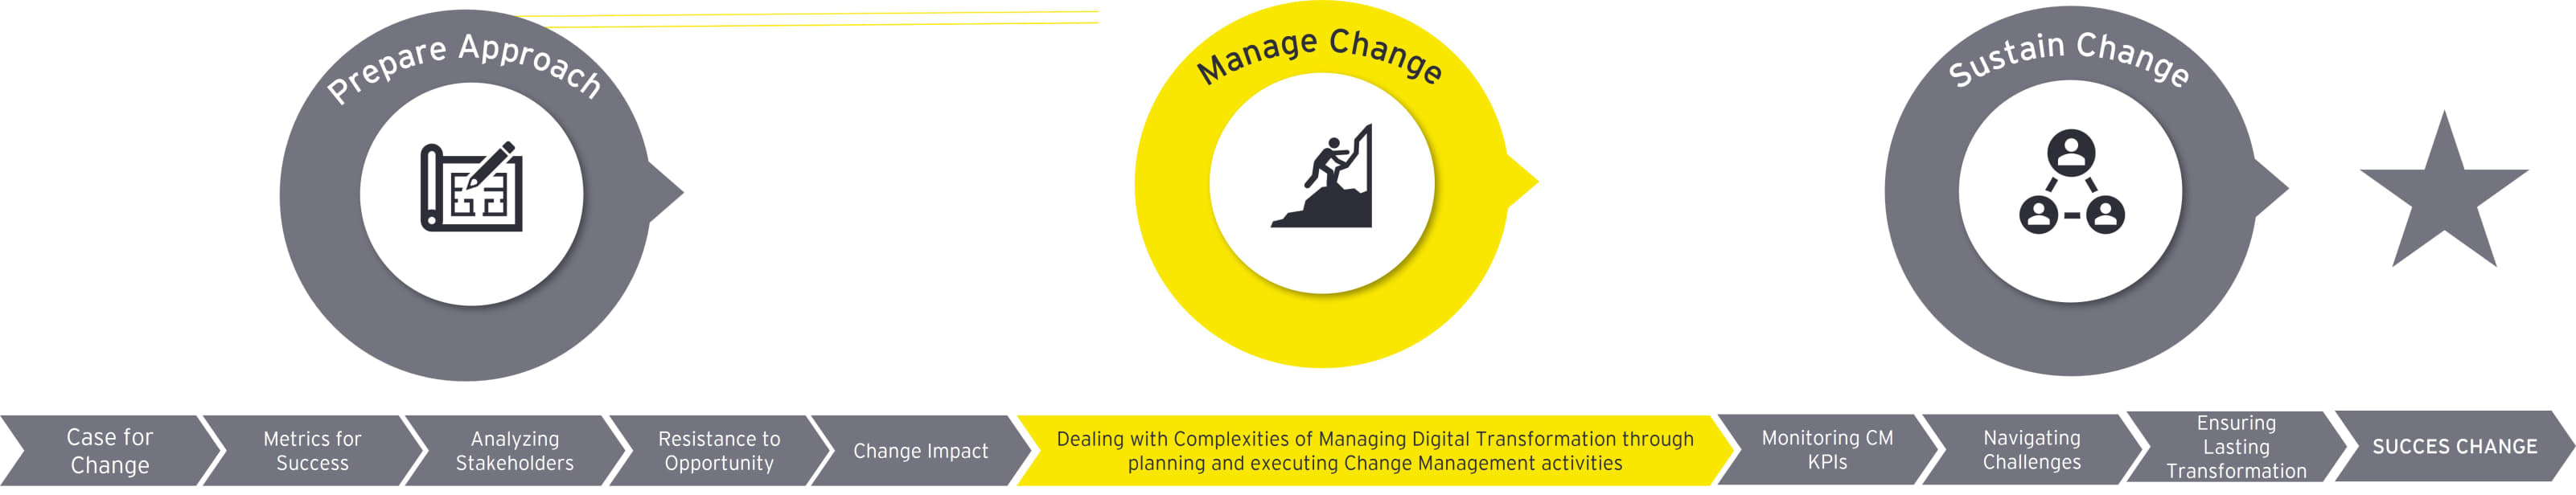 Prepare Approach
Manage Change
Sustain Change
Case for
Change
Metrics for
Success
Analyzing
Stakeholders
Resistance to
Opportunity
Change Impact
Dealing with Complexities of Managing Digital Transformation through
planning and executing Change Management activities
Monitoring CM
KPIs
Navigating
Challenges
Ensuring
Lasting
Transformation
SUCCES CHANGE